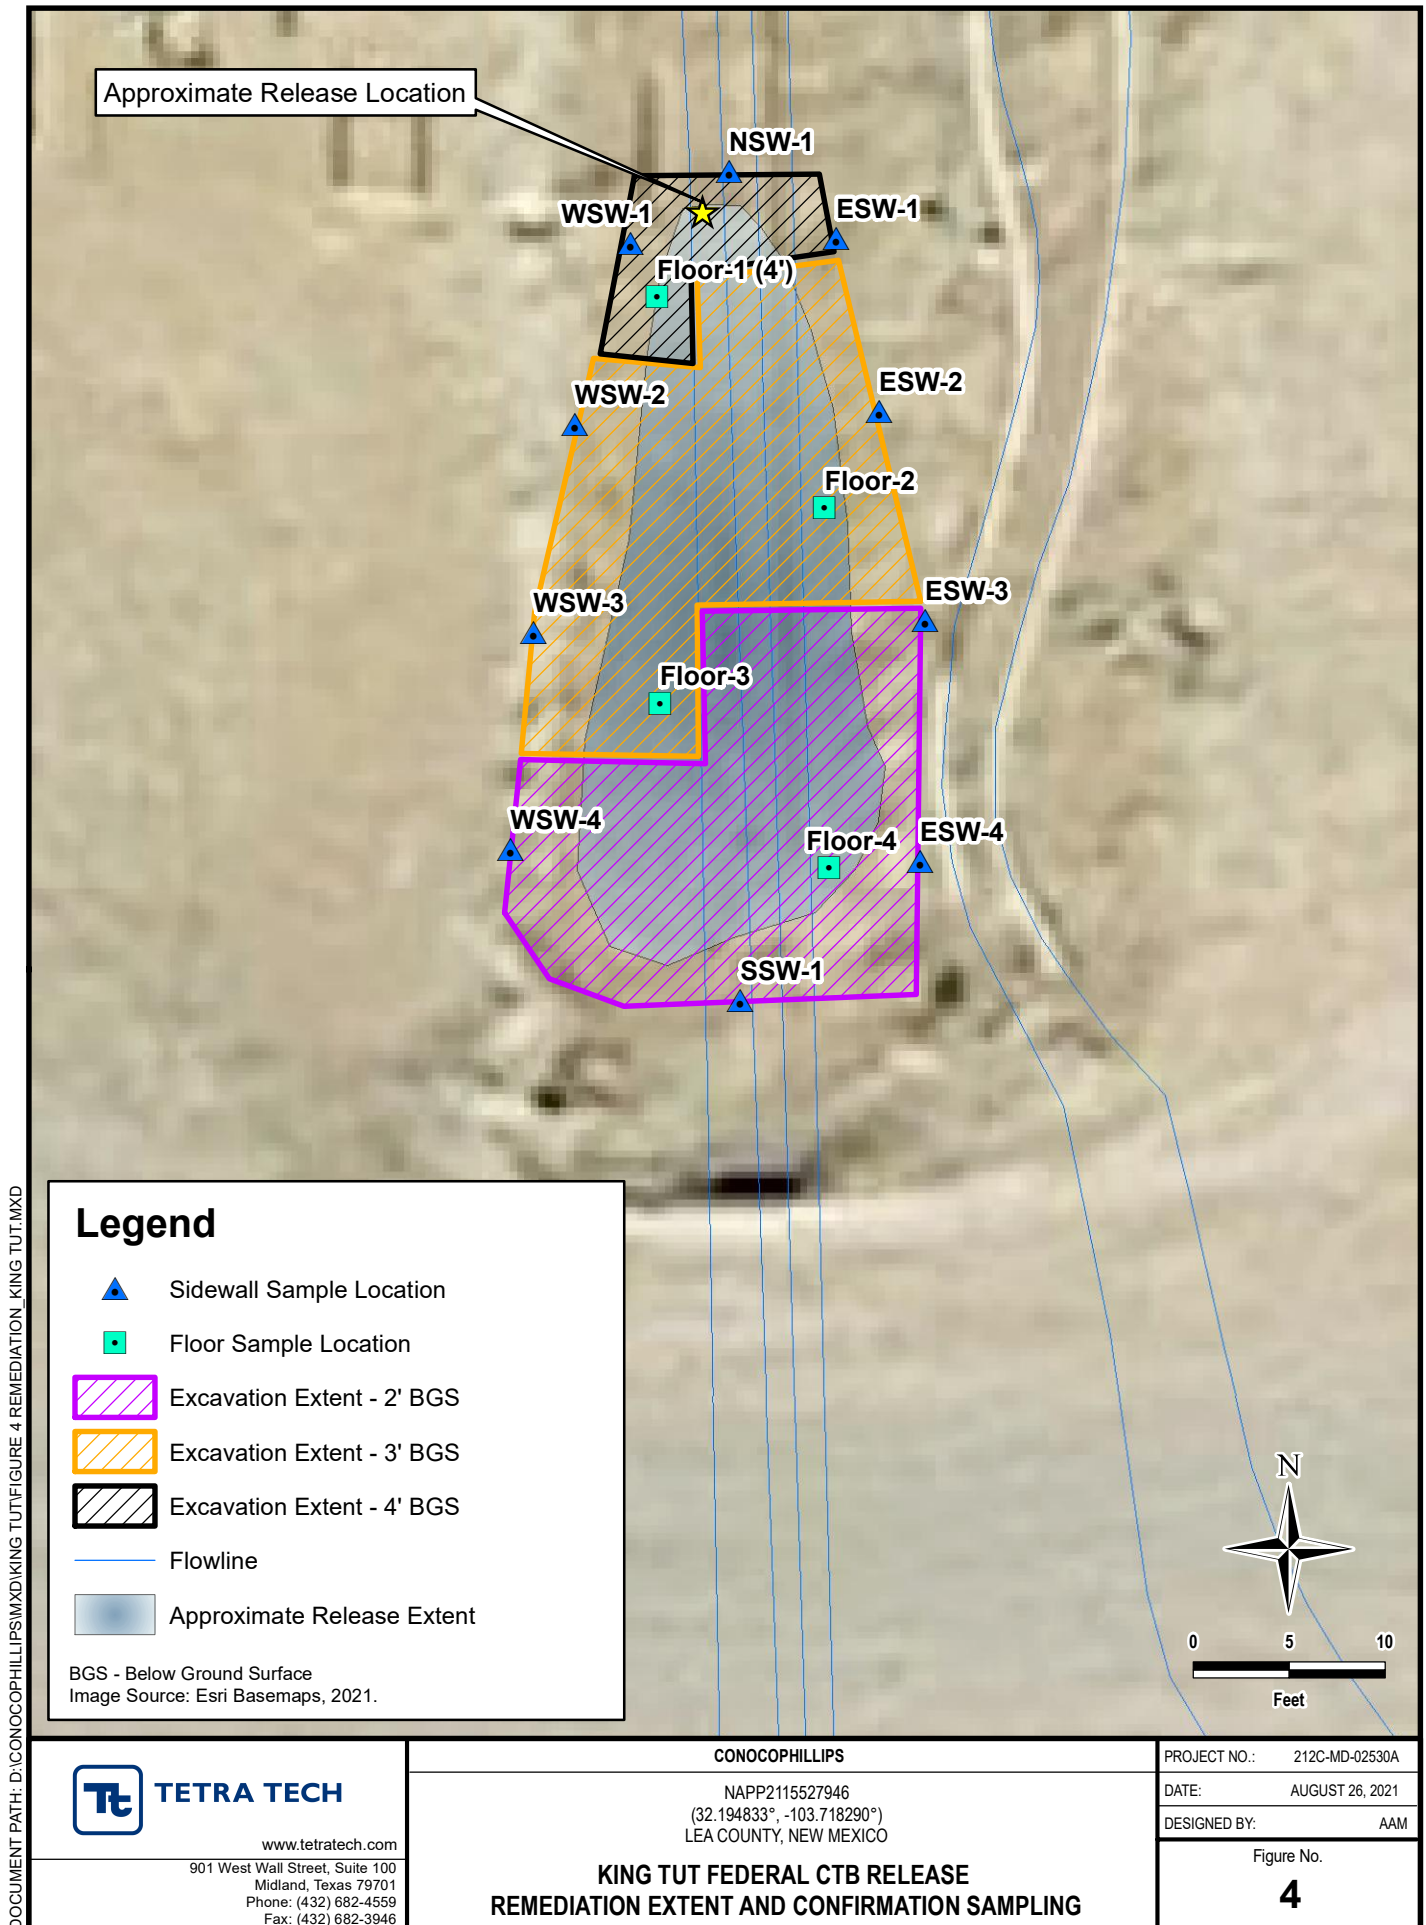 Approximate Release Location
NSW-1
WSW-1
ESW-1
Floor-1 (4')
WSW-2
ESW-2
Floor-2
WSW-3
ESW-3
Floor-3
WSW-4
Floor-4
ESW-4
SSW-1
Legend
Sidewall Sample Location
Floor Sample Location
Excavation Extent - 2' BGS
Excavation Extent - 3' BGS
Excavation Extent - 4' BGS
Flowline
Approximate Release Extent
BGS - Below Ground Surface
Image Source: Esri Basemaps, 2021.
N
0 5 10
Feet
DOCUMENT PATH: D:\CONOCOPHILLIPS\MXD\KING TUT\FIGURE 4 REMEDIATION_KING TUT.MXD
Tt TETRA TECH
www.tetratech.com
901 West Wall Street, Suite 100
Midland, Texas 79701
Phone: (432) 682-4559
Fax: (432) 682-3946
CONOCOPHILLIPS
NAPP2115527946
(32.194833°, -103.718290°)
LEA COUNTY, NEW MEXICO
KING TUT FEDERAL CTB RELEASE
REMEDIATION EXTENT AND CONFIRMATION SAMPLING
PROJECT NO.: 212C-MD-02530A
DATE: AUGUST 26, 2021
DESIGNED BY: AAM
Figure No.
4